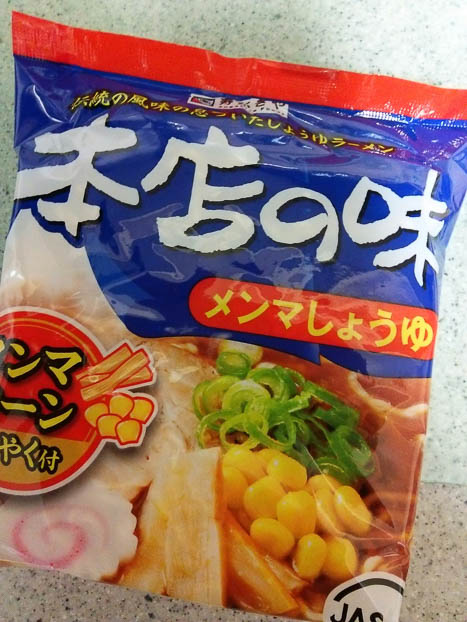 伝統の風味の息づいたしょうゆラーメン
本店の味
メンマしょうゆ
ンマ
ーン
やく付
JAS